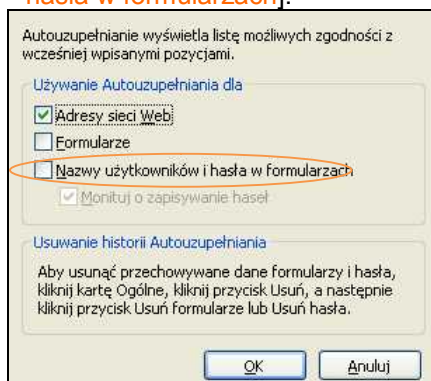 hasła w formularzach].
Autouzupełnianie wyświetla listę możliwych zgodności z
wcześniej wpisanymi pozycjami.
Używanie Autouzupełniania dla
Adresy sieci Web
Formularze
Nazwy użytkowników i hasła w formularzach
Monituj o zapisywanie haseł
Usuwanie historii Autouzupełniania
Aby usunąć przechowywane dane formularzy i hasła,
kliknij kartę Ogólne, kliknij przycisk Usuń, a następnie
kliknij przycisk Usuń formularze lub Usuń hasła.
OK
Anuluj